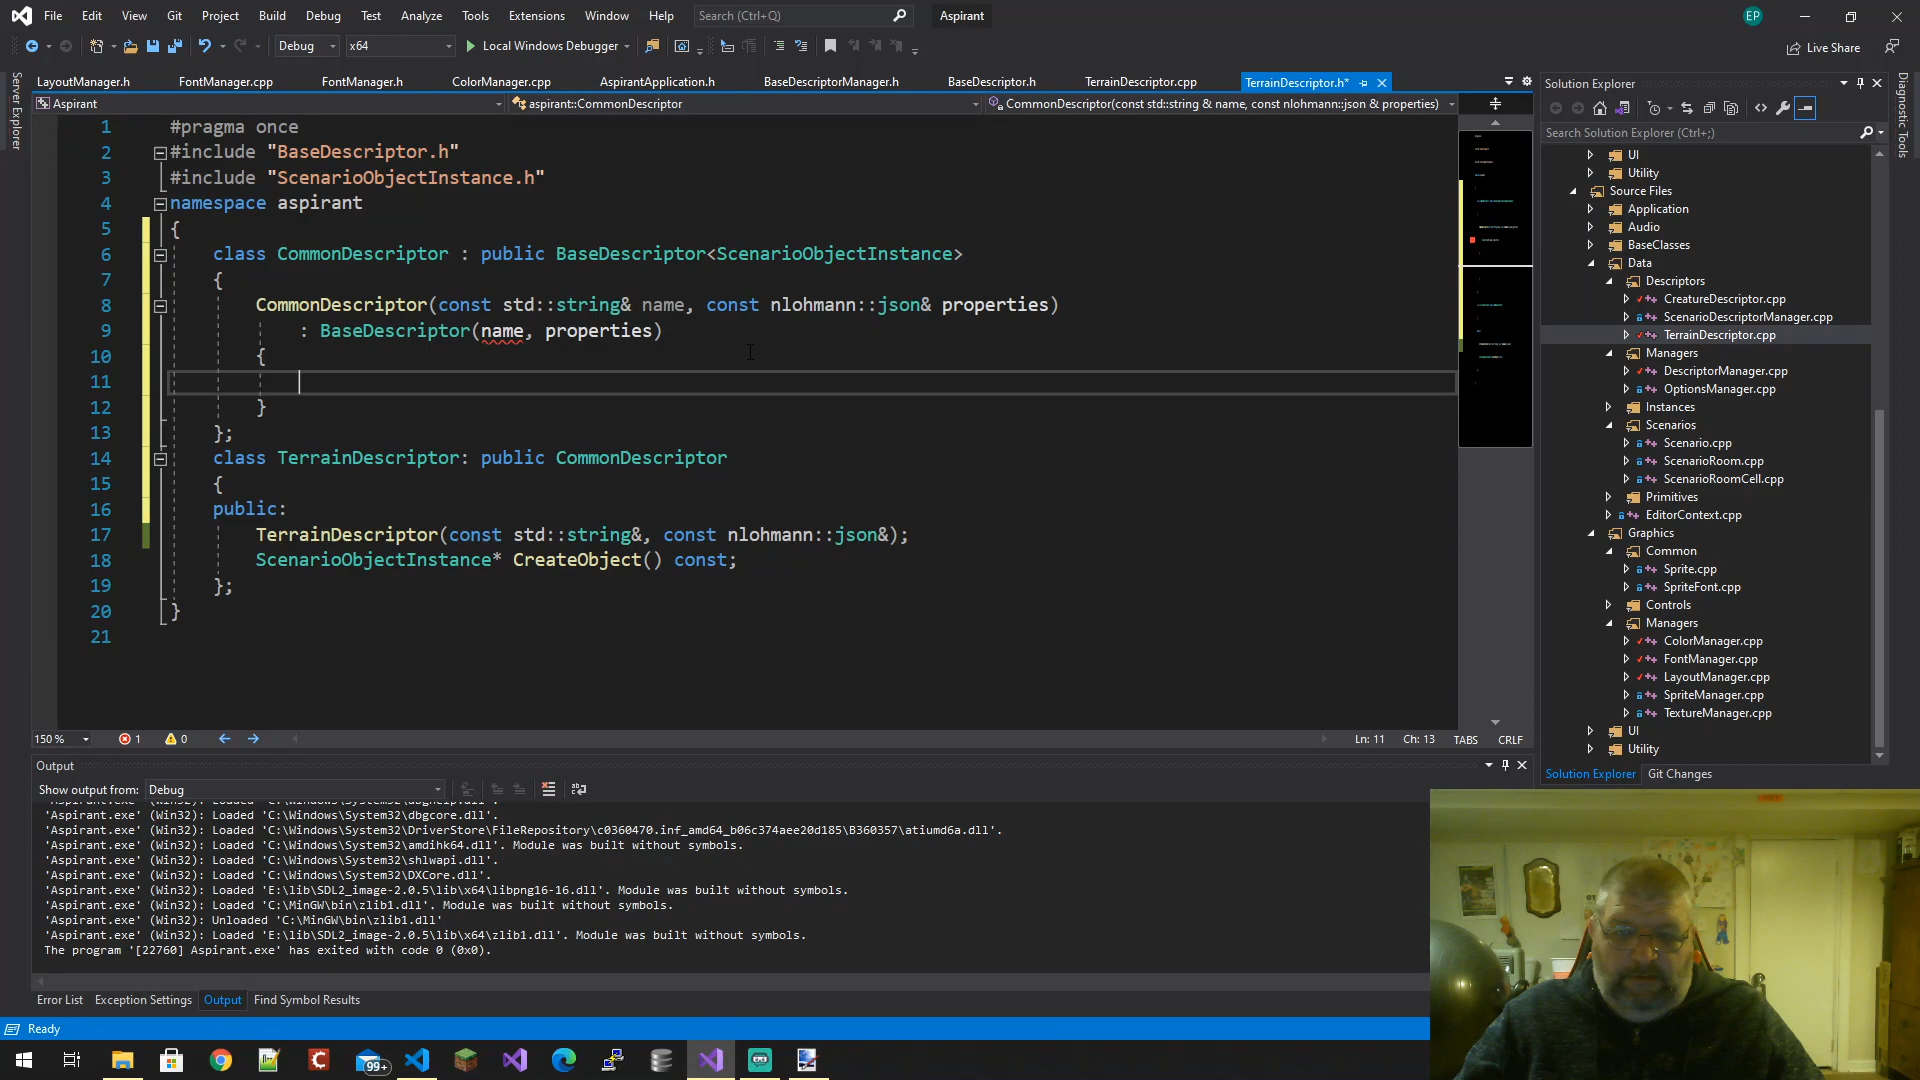 File Edit View Git Project Build Debug Test Analyze Tools Extensions Window Help Search (Ctrl+Q) Aspirant EP
Debug x64 Local Windows Debugger Live Share
LayoutManager.h FontManager.cpp FontManager.h ColorManager.cpp AspirantApplication.h BaseDescriptorManager.h BaseDescriptor.h TerrainDescriptor.cpp TerrainDescriptor.h*
Aspirant aspirant::CommonDescriptor CommonDescriptor(const std::string & name, const nlohmann::json & properties)
Server Explorer
1 #pragma once
2 #include "BaseDescriptor.h"
3 #include "ScenarioObjectInstance.h"
4 namespace aspirant
5 {
6 class CommonDescriptor : public BaseDescriptor<ScenarioObjectInstance>
7 {
8 CommonDescriptor(const std::string& name, const nlohmann::json& properties)
9 : BaseDescriptor(name, properties)
10 {
11
12 }
13 };
14 class TerrainDescriptor: public CommonDescriptor
15 {
16 public:
17 TerrainDescriptor(const std::string&, const nlohmann::json&);
18 ScenarioObjectInstance* CreateObject() const;
19 };
20 }
21
150 % 1 0 Ln: 11 Ch: 13 TABS CRLF
Output
Show output from: Debug
'Aspirant.exe' (Win32): Loaded 'C:\Windows\System32\dbghelp.dll'.
'Aspirant.exe' (Win32): Loaded 'C:\Windows\System32\dbgcore.dll'.
'Aspirant.exe' (Win32): Loaded 'C:\Windows\System32\DriverStore\FileRepository\c0360470.inf_amd64_b06c374aee20d185\B360357\atiumd6a.dll'.
'Aspirant.exe' (Win32): Loaded 'C:\Windows\System32\amdihk64.dll'. Module was built without symbols.
'Aspirant.exe' (Win32): Loaded 'C:\Windows\System32\shlwapi.dll'.
'Aspirant.exe' (Win32): Loaded 'C:\Windows\System32\DXCore.dll'.
'Aspirant.exe' (Win32): Loaded 'E:\lib\SDL2_image-2.0.5\lib\x64\libpng16-16.dll'. Module was built without symbols.
'Aspirant.exe' (Win32): Loaded 'C:\MinGW\bin\zlib1.dll'. Module was built without symbols.
'Aspirant.exe' (Win32): Unloaded 'C:\MinGW\bin\zlib1.dll'
'Aspirant.exe' (Win32): Loaded 'E:\lib\SDL2_image-2.0.5\lib\x64\zlib1.dll'. Module was built without symbols.
The program '[22760] Aspirant.exe' has exited with code 0 (0x0).
Error List Exception Settings Output Find Symbol Results
Ready
99+
Solution Explorer
Search Solution Explorer (Ctrl+;)
UI
Utility
Source Files
Application
Audio
BaseClasses
Data
Descriptors
CreatureDescriptor.cpp
ScenarioDescriptorManager.cpp
TerrainDescriptor.cpp
Managers
DescriptorManager.cpp
OptionsManager.cpp
Instances
Scenarios
Scenario.cpp
ScenarioRoom.cpp
ScenarioRoomCell.cpp
Primitives
EditorContext.cpp
Graphics
Common
Sprite.cpp
SpriteFont.cpp
Controls
Managers
ColorManager.cpp
FontManager.cpp
LayoutManager.cpp
SpriteManager.cpp
TextureManager.cpp
UI
Utility
Solution Explorer Git Changes
Diagnostic Tools